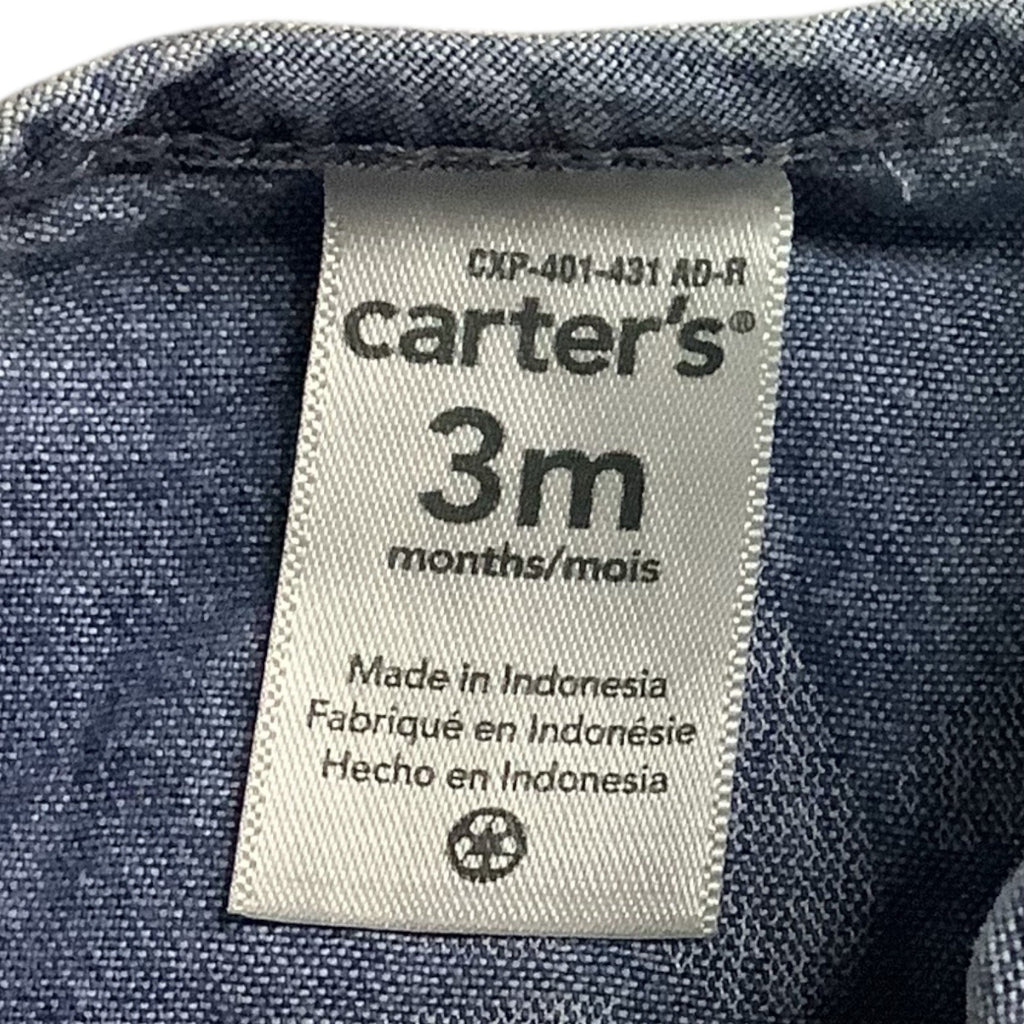 CXP-401-431 AD-R
carter's®
3m
months/mois
Made in Indonesia
Fabriqué en Indonésie
Hecho en Indonesia